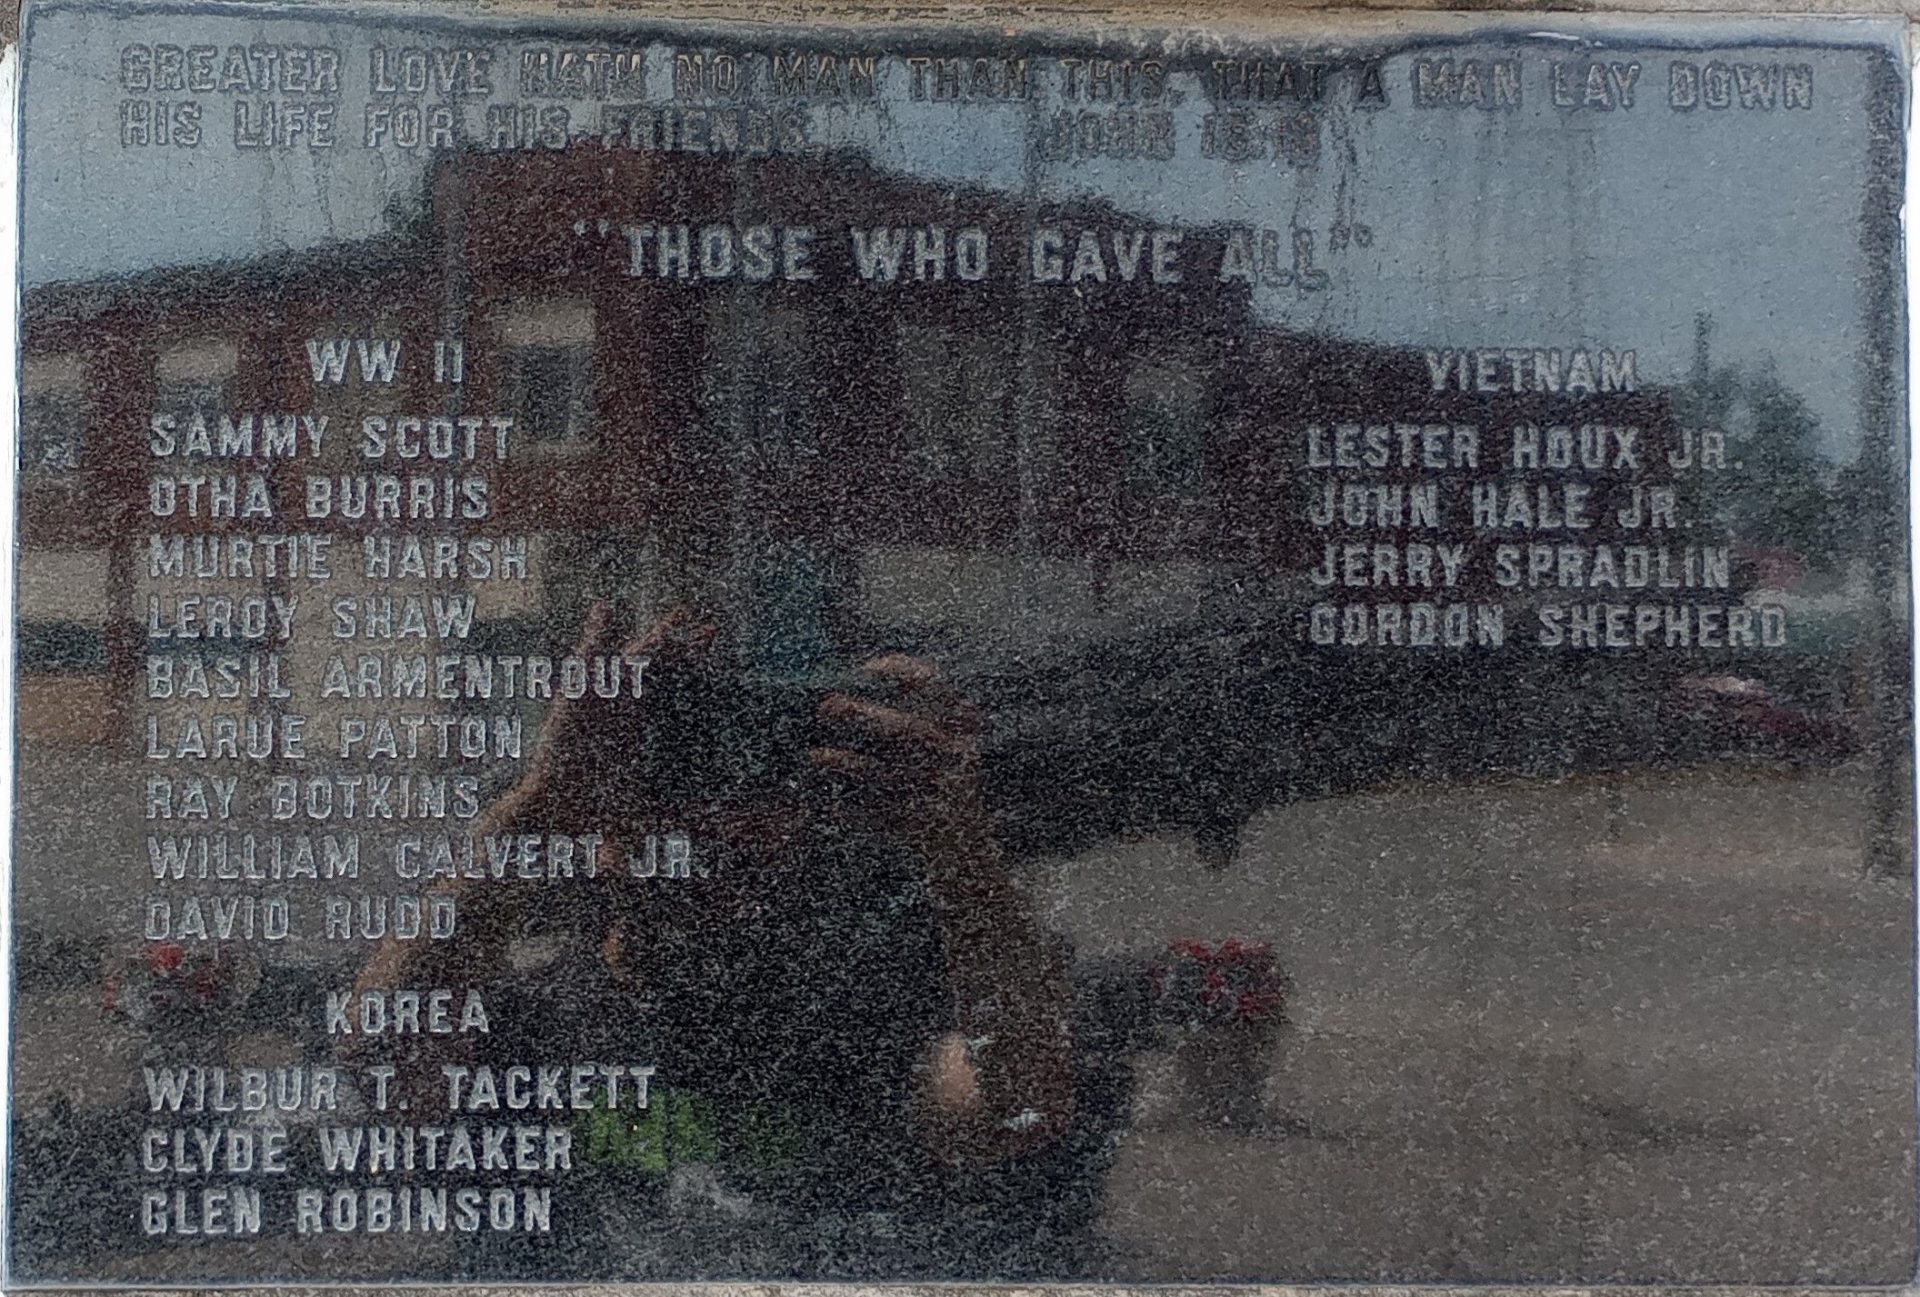 GREATER LOVE HATH NO MAN THAN THIS, THAT A MAN LAY DOWN
HIS LIFE FOR HIS FRIENDS. JOHN 15:13
"THOSE WHO GAVE ALL"
WW II
SAMMY SCOTT
OTHA BURRIS
MURTIE HARSH
LEROY SHAW
BASIL ARMENTROUT
LARUE PATTON
RAY BOTKINS
WILLIAM CALVERT JR.
DAVID RUDD
KOREA
WILBUR T. TACKETT
CLYDE WHITAKER
GLEN ROBINSON
VIETNAM
LESTER HOUX JR.
JOHN HALE JR.
JERRY SPRADLIN
GORDON SHEPHERD